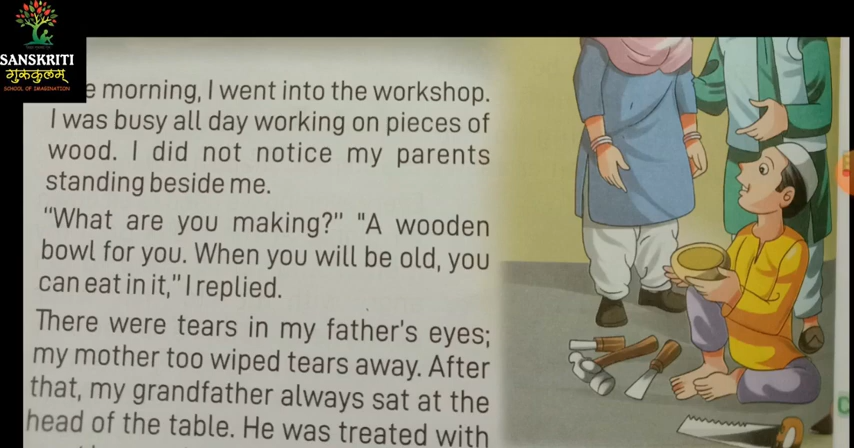 SANSKRITI
गुरुकुलम्
SCHOOL OF IMAGINATION
e morning, I went into the workshop.
I was busy all day working on pieces of
wood. I did not notice my parents
standing beside me.
"What are you making?" "A wooden
bowl for you. When you will be old, you
can eat in it," I replied.
There were tears in my father's eyes;
my mother too wiped tears away. After
that, my grandfather always sat at the
head of the table. He was treated with